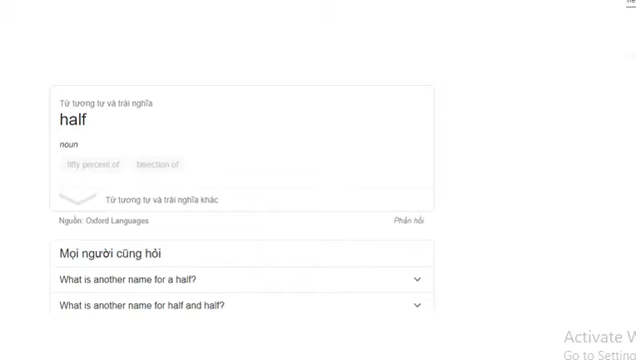 Từ tương tự và trái nghĩa
half
noun
fifty percent of bisection of
Từ tương tự và trái nghĩa khác
Nguồn: Oxford Languages Phản hồi
Mọi người cũng hỏi
What is another name for a half?
What is another name for half and half?
Activate W
Go to Setting